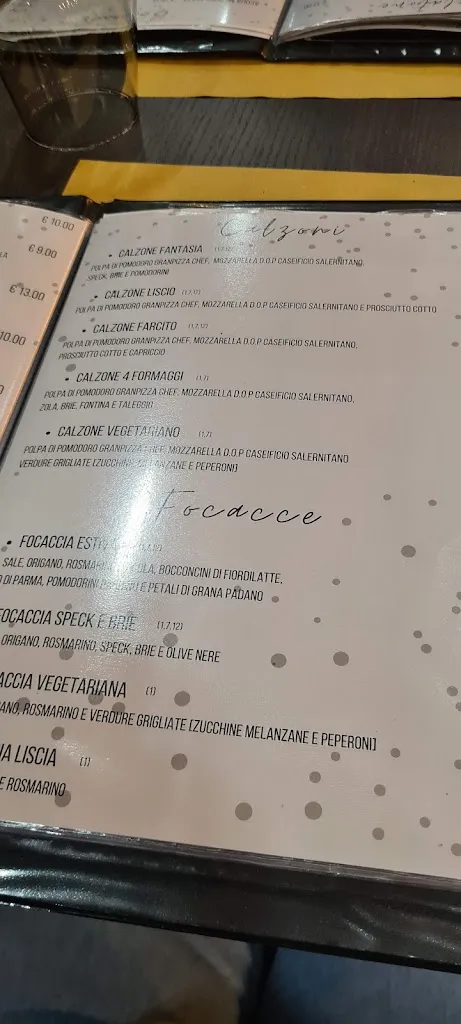 € 10.00
€ 9.00
€ 13.00
10.00
Calzoni
• CALZONE FANTASIA
POLPA DI POMODORO GRANPIZZA CHEF, MOZZARELLA D.O.P CASEIFICIO SALERNITANO,
SPECK, BRIE E POMODORINI
• CALZONE LISCIO (1,7,12)
POLPA DI POMODORO GRANPIZZA CHEF, MOZZARELLA D.O.P CASEIFICIO SALERNITANO E PROSCIUTTO COTTO
• CALZONE FARCITO (1,7,12)
POLPA DI POMODORO GRANPIZZA CHEF, MOZZARELLA D.O.P CASEIFICIO SALERNITANO,
PROSCIUTTO COTTO E CAPRICCIO
• CALZONE 4 FORMAGGI (1,7)
POLPA DI POMODORO GRANPIZZA CHEF, MOZZARELLA D.O.P CASEIFICIO SALERNITANO,
ZOLA, BRIE, FONTINA E TALEGGIO
• CALZONE VEGETARIANO (1,7)
POLPA DI POMODORO GRANPIZZA CHEF, MOZZARELLA D.O.P CASEIFICIO SALERNITANO
VERDURE GRIGLIATE [ZUCCHINE MELANZANE E PEPERONI]
Focacce
• FOCACCIA
SALE, ORIGANO, BOCCONCINI DI FIORDILATTE,
DI PARMA, POMODORINI E PETALI DI GRANA PADANO
FOCACCIA SPECK E BRIE (1,7,12)
ORIGANO, ROSMARINO, SPECK, BRIE E OLIVE NERE
ACCIA VEGETARIANA (1)
ANO, ROSMARINO E VERDURE GRIGLIATE [ZUCCHINE MELANZANE E PEPERONI]
IA LISCIA (1)
E ROSMARINO